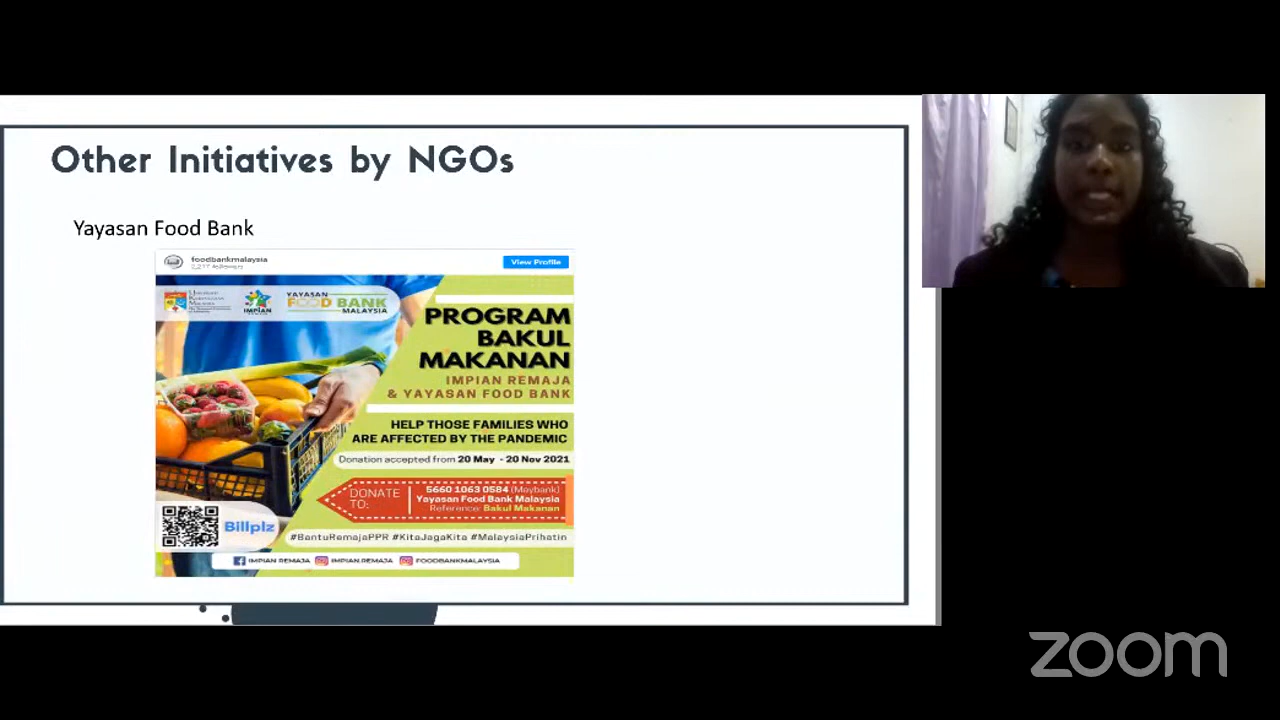 Other Initiatives by NGOs
Yayasan Food Bank
foodbankmalaysia
View Profile
IMPIAN
YAYASAN
FOOD BANK
MALAYSIA
PROGRAM
BAKUL
MAKANAN
IMPIAN REMAJA
& YAYASAN FOOD BANK
HELP THOSE FAMILIES WHO
ARE AFFECTED BY THE PANDEMIC
Donation accepted from 20 May - 20 Nov 2021
DONATE
TO:
5660 1063 0584 (Maybank)
Yayasan Food Bank Malaysia
Reference: Bakul Makanan
Billplz
#BantuRemajaPPR #KitaJagaKita #MalaysiaPrihatin
IMPIAN REMAJA IMPIAN.REMAJA FOODBANKMALAYSIA
zoom